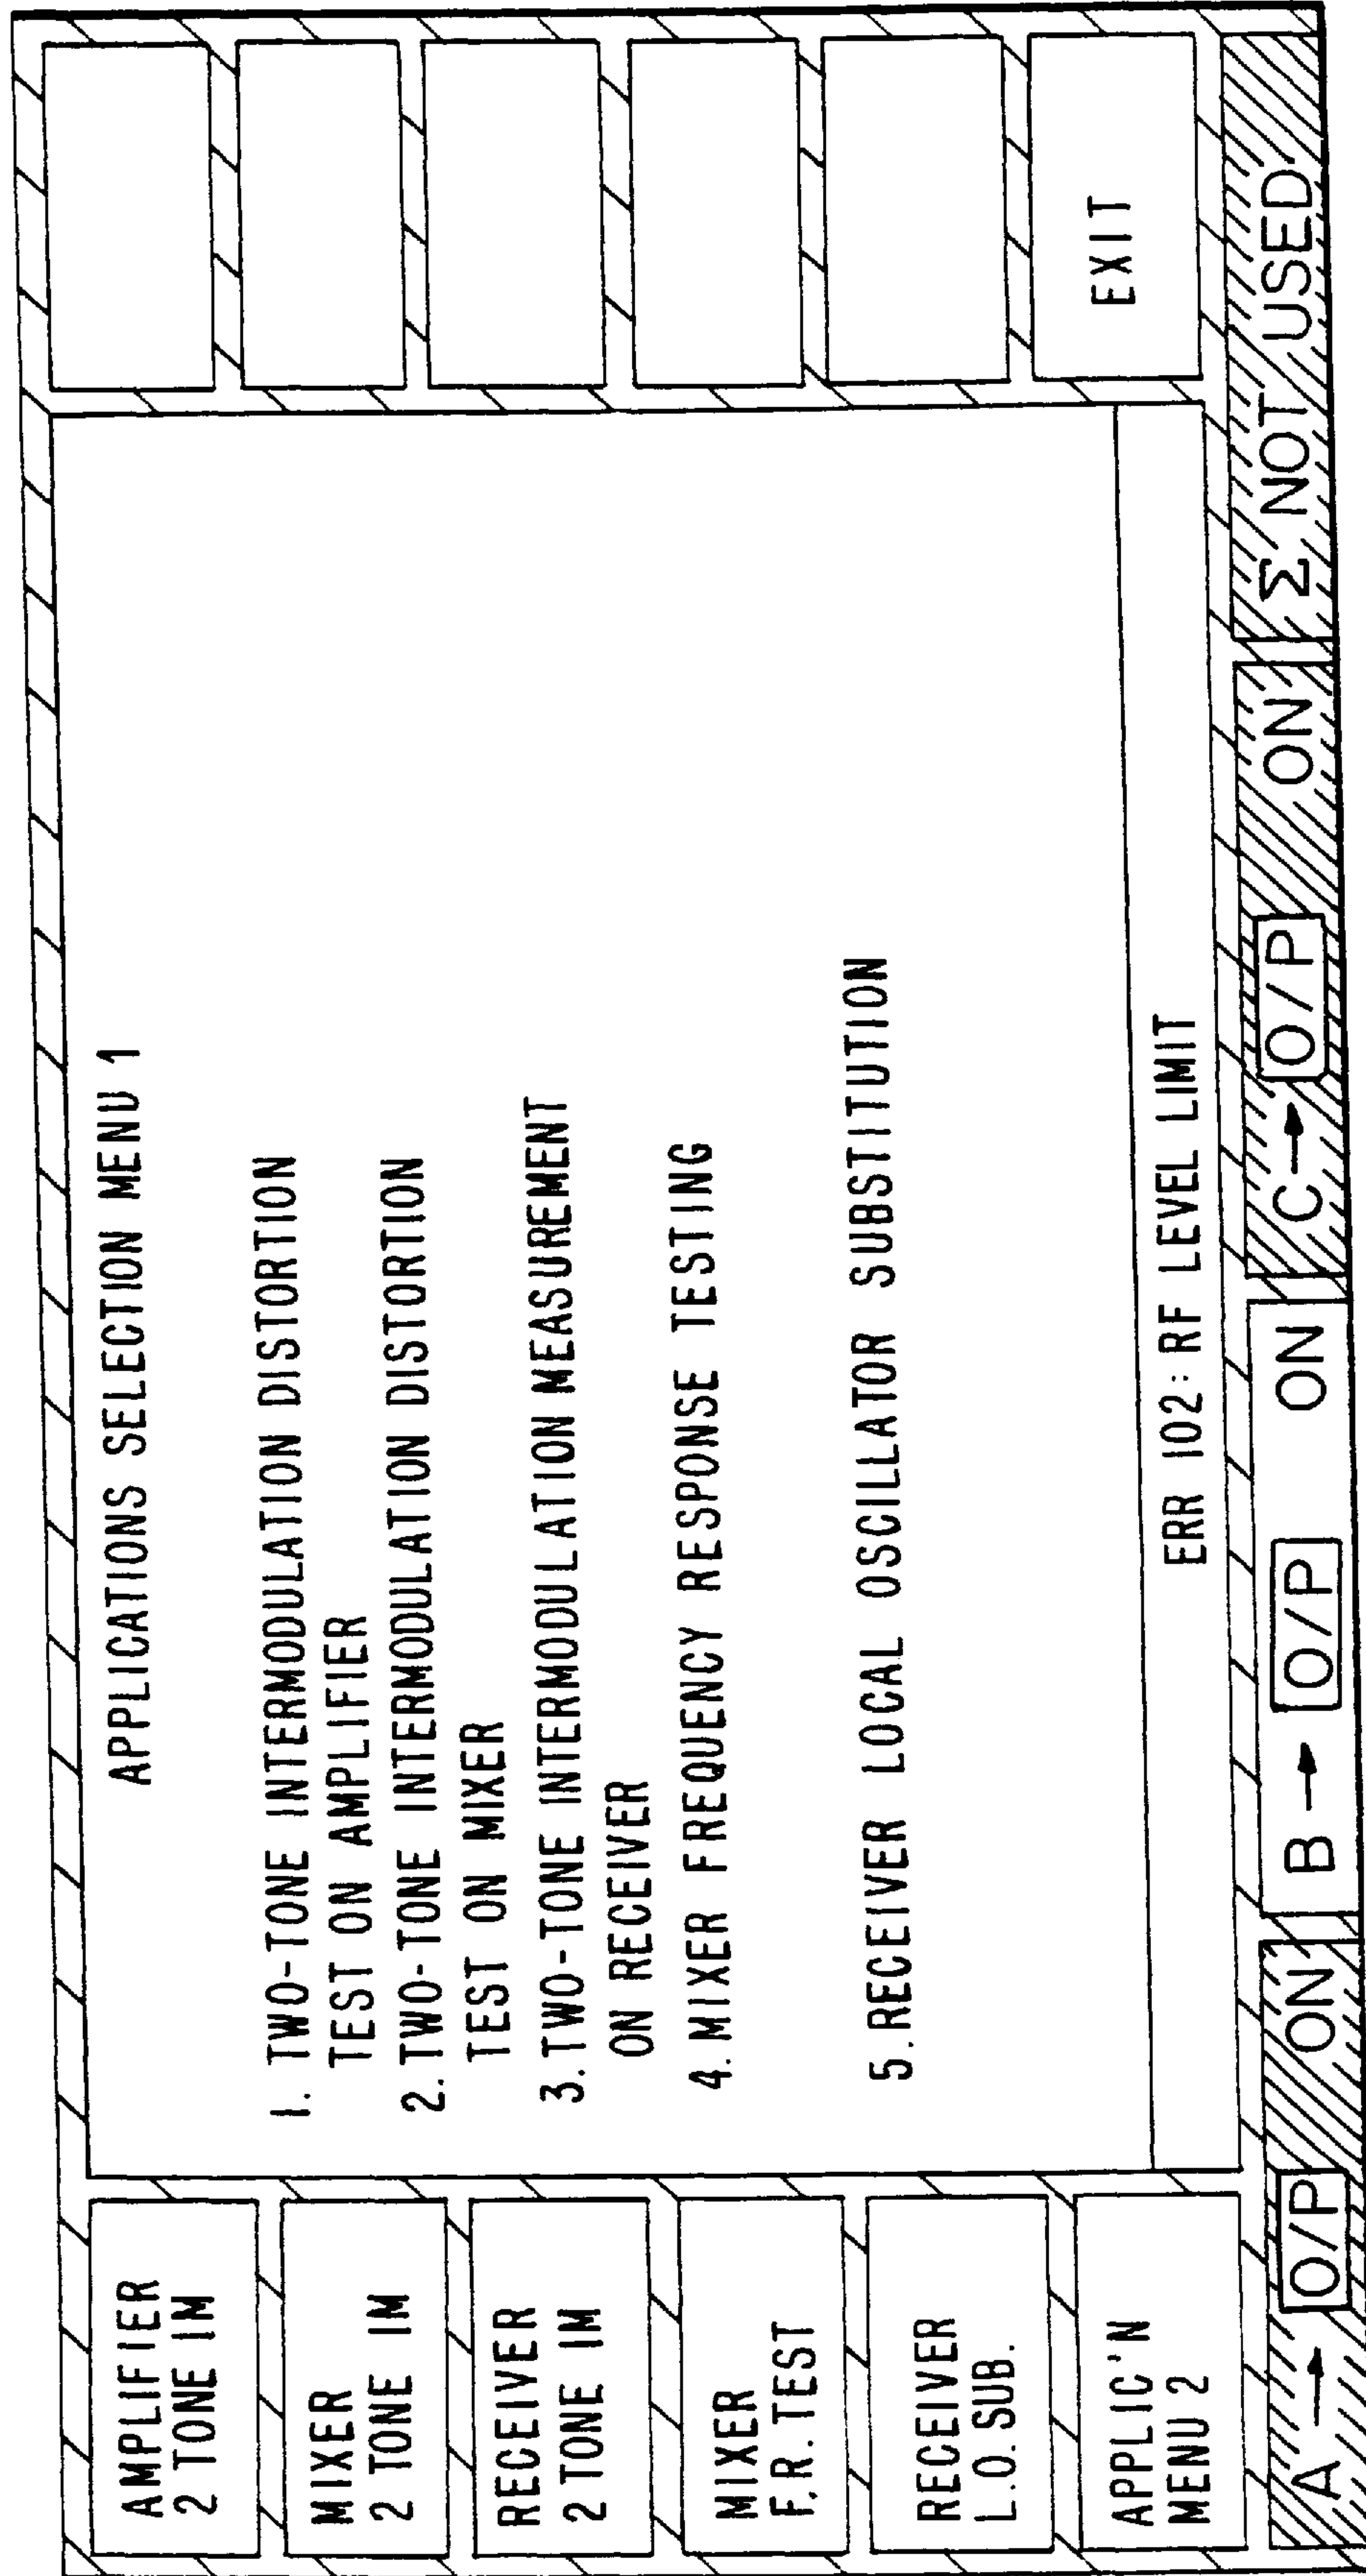 APPLICATIONS SELECTION MENU 1
AMPLIFIER
2 TONE IM
MIXER
2 TONE IM
RECEIVER
2 TONE IM
MIXER
F.R. TEST
RECEIVER
L.O. SUB.
APPLIC'N
MENU 2
1. TWO-TONE INTERMODULATION DISTORTION
TEST ON AMPLIFIER
2. TWO-TONE INTERMODULATION DISTORTION
TEST ON MIXER
3. TWO-TONE INTERMODULATION MEASUREMENT
ON RECEIVER
4. MIXER FREQUENCY RESPONSE TESTING
5. RECEIVER LOCAL OSCILLATOR SUBSTITUTION
ERR 102: RF LEVEL LIMIT
EXIT
A → O/P ON
B → O/P ON
C → O/P ON
Σ NOT USED